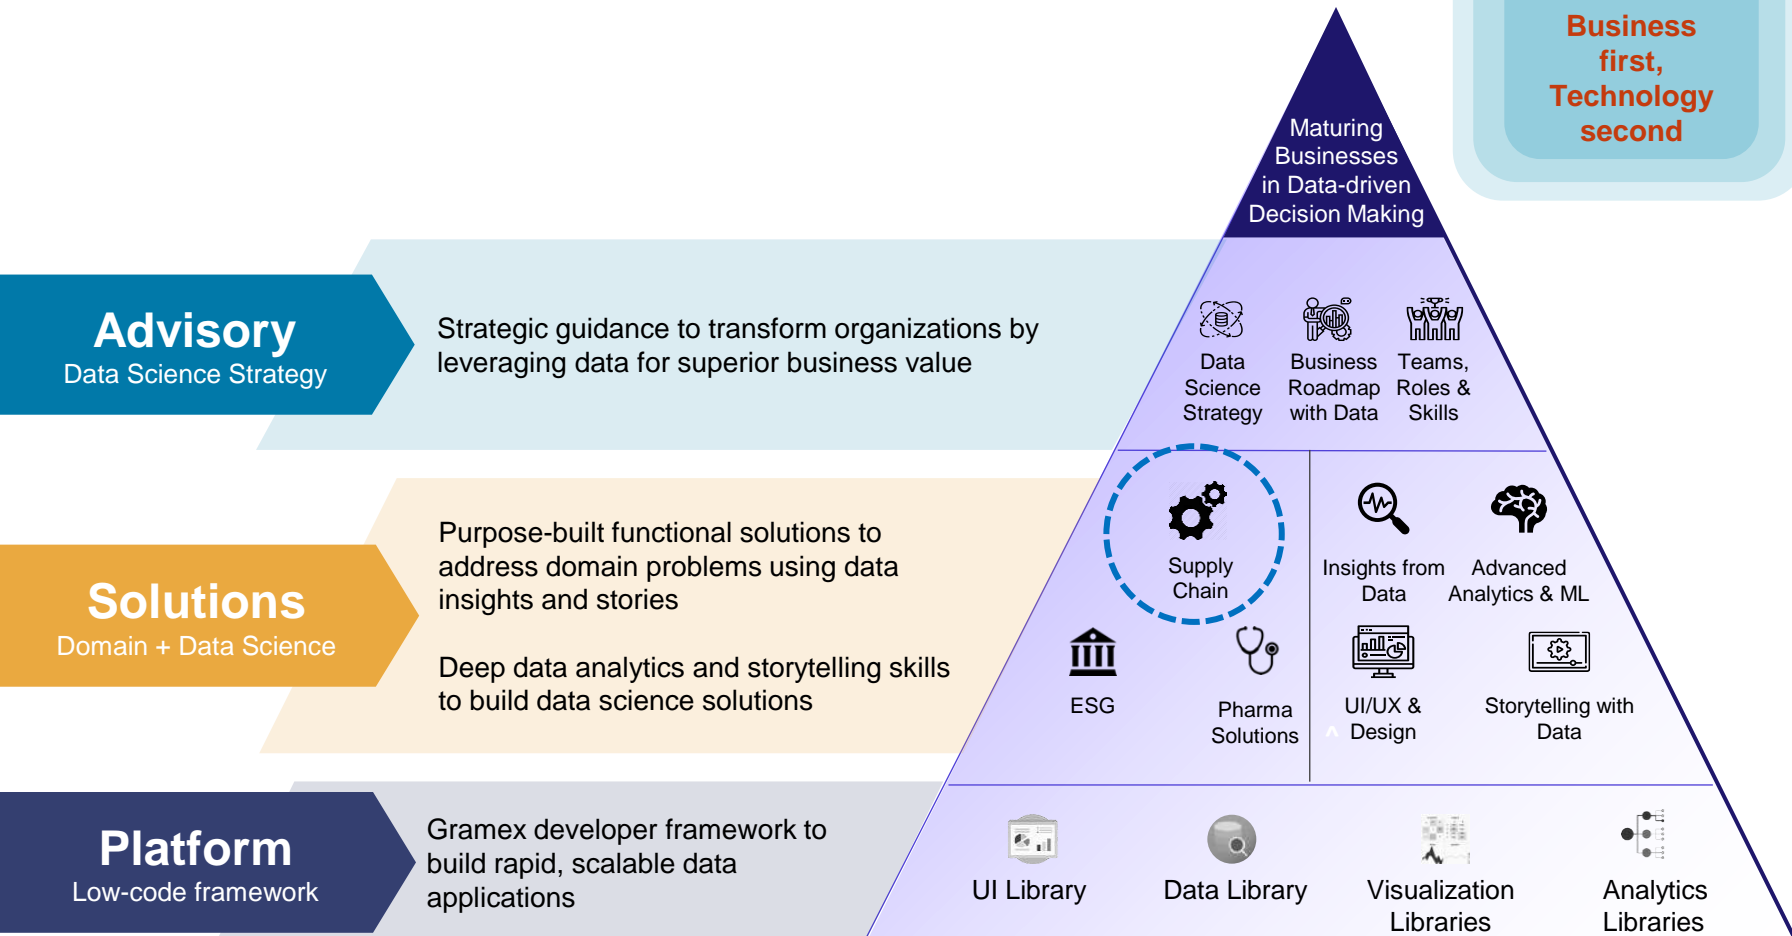 Business
first,
Technology
second
Maturing
Businesses
in Data-driven
Decision Making
Advisory
Data Science Strategy
Strategic guidance to transform organizations by
leveraging data for superior business value
Data
Science
Strategy
Business
Roadmap
with Data
Teams,
Roles &
Skills
Solutions
Domain + Data Science
Purpose-built functional solutions to
address domain problems using data
insights and stories
Deep data analytics and storytelling skills
to build data science solutions
Supply
Chain
Insights from
Data
Advanced
Analytics & ML
ESG
Pharma
Solutions
UI/UX &
^ Design
Storytelling with
Data
Platform
Low-code framework
Gramex developer framework to
build rapid, scalable data
applications
UI Library
Data Library
Visualization
Libraries
Analytics
Libraries